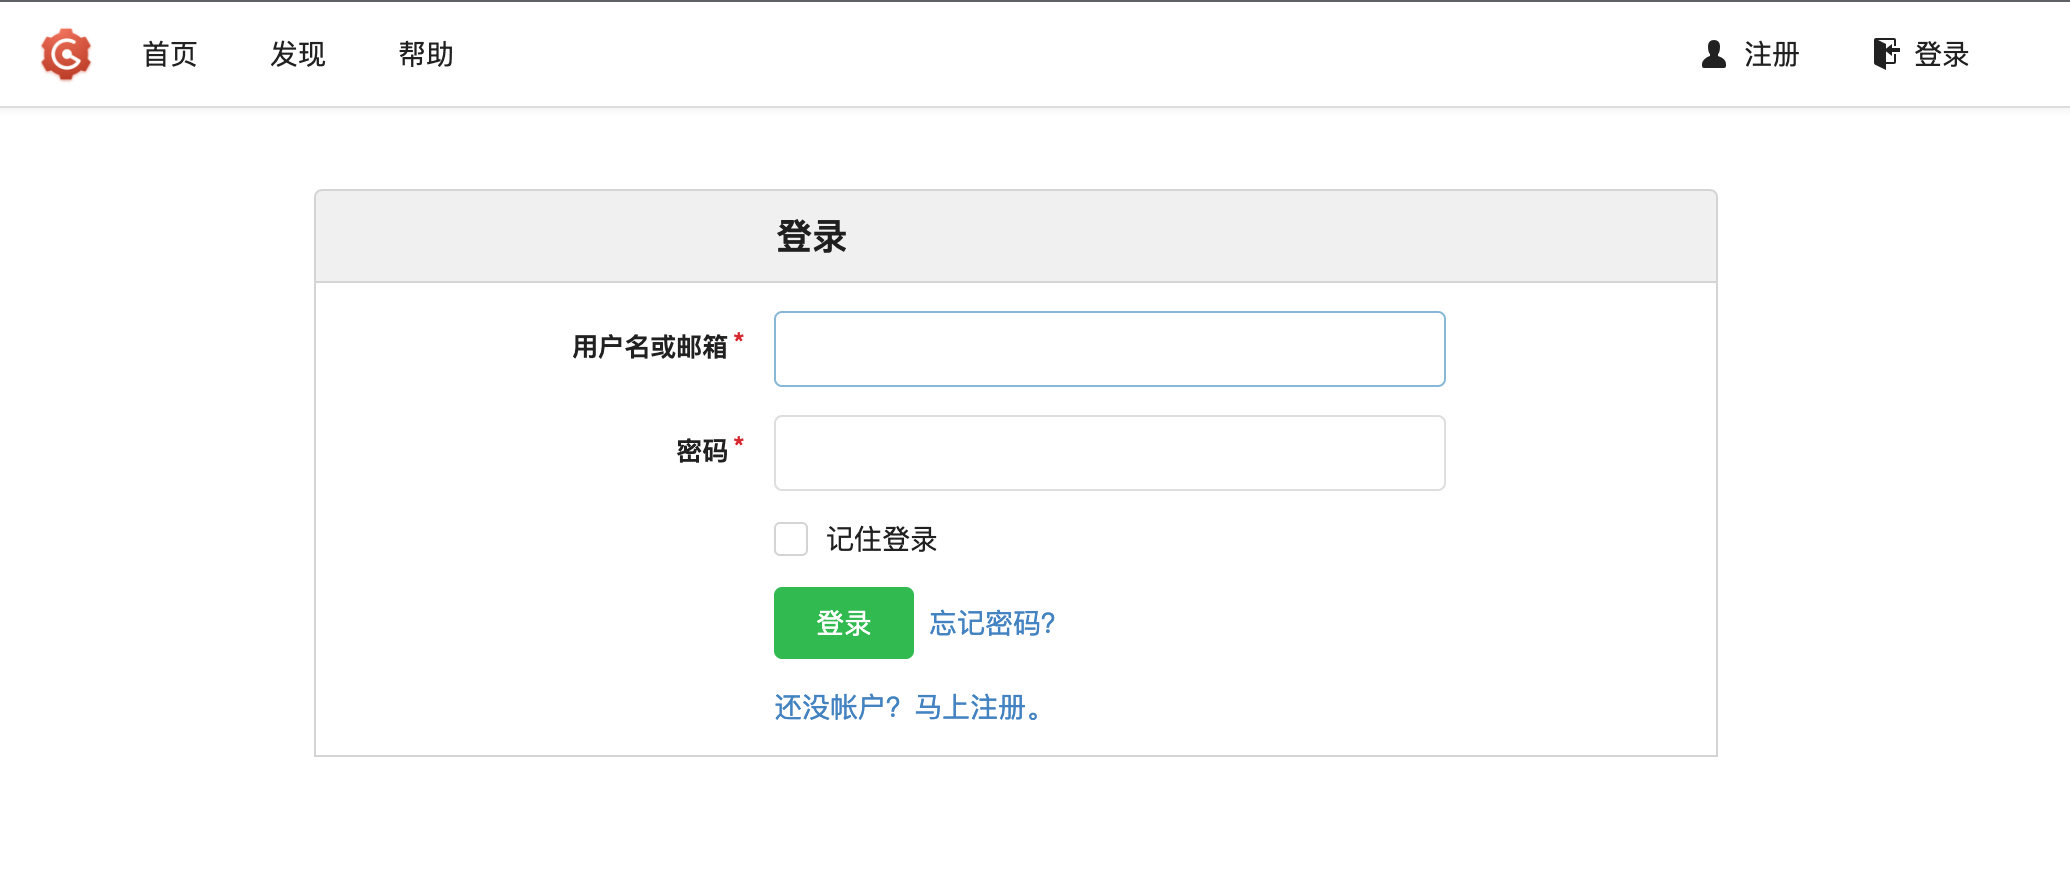 首页 发现 帮助 注册 登录
登录
用户名或邮箱*
密码*
记住登录
登录 忘记密码?
还没帐户? 马上注册。